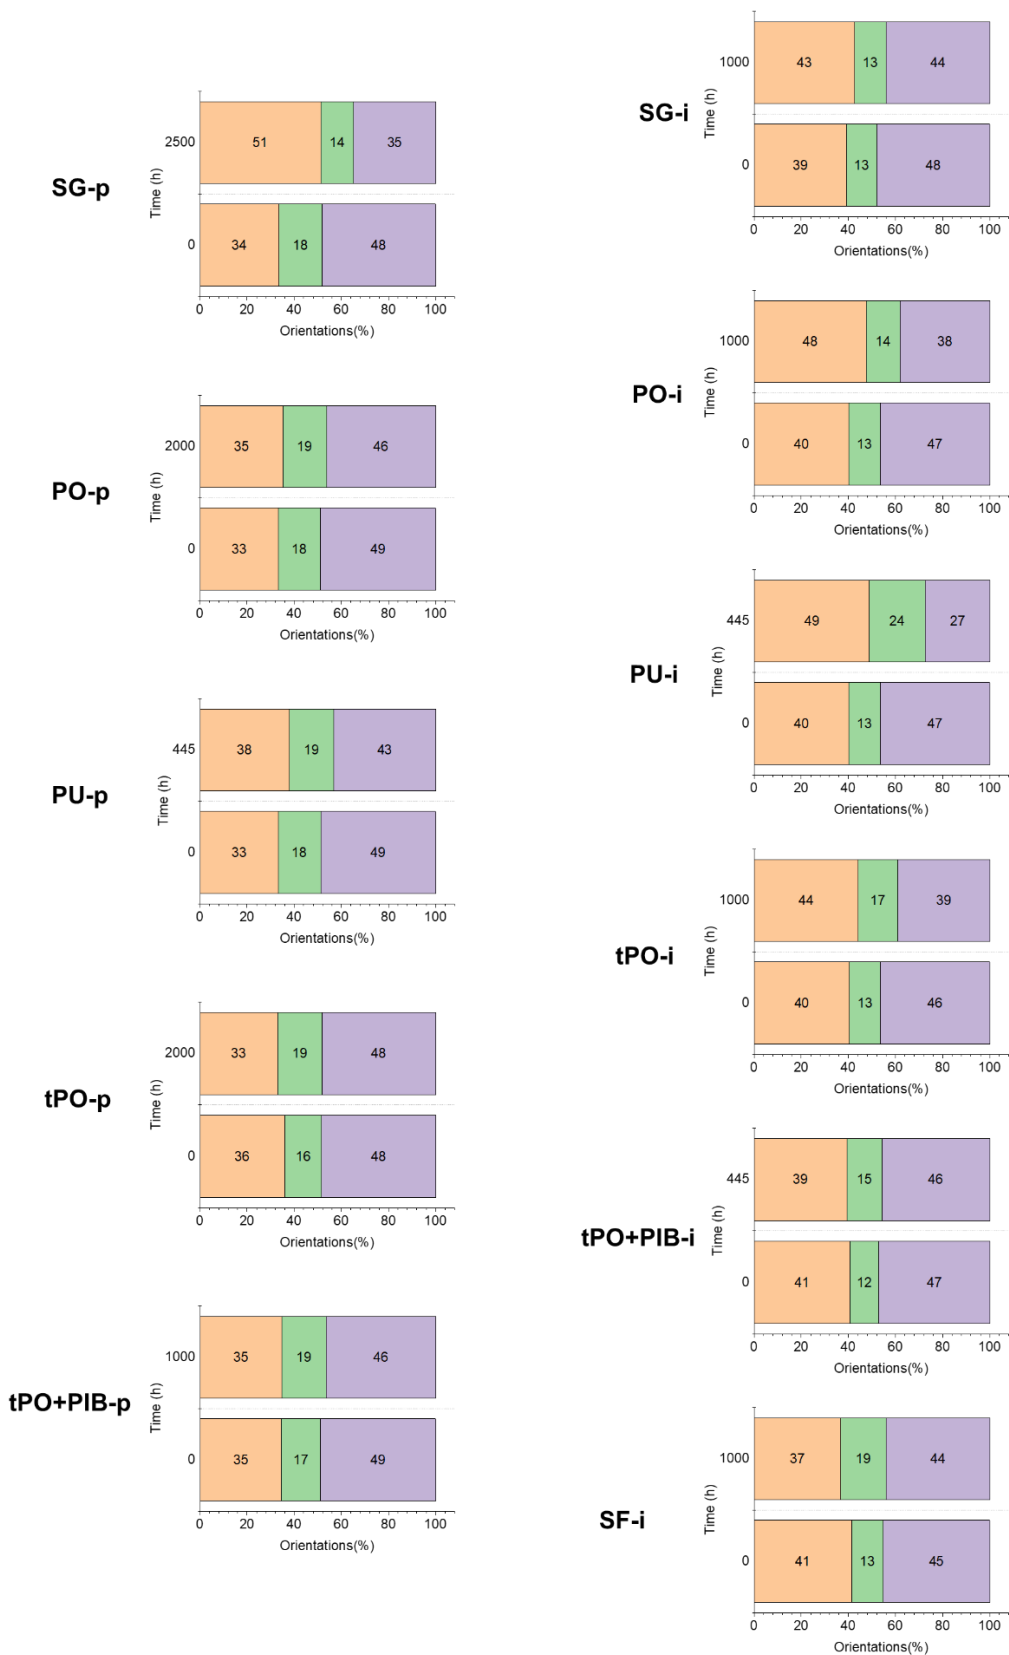 SG-p
Time (h)
2500
51 14 35
0
34 18 48
0 20 40 60 80 100
Orientations(%)
PO-p
Time (h)
2000
35 19 46
0
33 18 49
0 20 40 60 80 100
Orientations(%)
PU-p
Time (h)
445
38 19 43
0
33 18 49
0 20 40 60 80 100
Orientations(%)
tPO-p
Time (h)
2000
33 19 48
0
36 16 48
0 20 40 60 80 100
Orientations(%)
tPO+PIB-p
Time (h)
1000
35 19 46
0
35 17 49
0 20 40 60 80 100
Orientations(%)
SG-i
Time (h)
1000
43 13 44
0
39 13 48
0 20 40 60 80 100
Orientations(%)
PO-i
Time (h)
1000
48 14 38
0
40 13 47
0 20 40 60 80 100
Orientations(%)
PU-i
Time (h)
445
49 24 27
0
40 13 47
0 20 40 60 80 100
Orientations(%)
tPO-i
Time (h)
1000
44 17 39
0
40 13 46
0 20 40 60 80 100
Orientations(%)
tPO+PIB-i
Time (h)
445
39 15 46
0
41 12 47
0 20 40 60 80 100
Orientations(%)
SF-i
Time (h)
1000
37 19 44
0
41 13 45
0 20 40 60 80 100
Orientations(%)